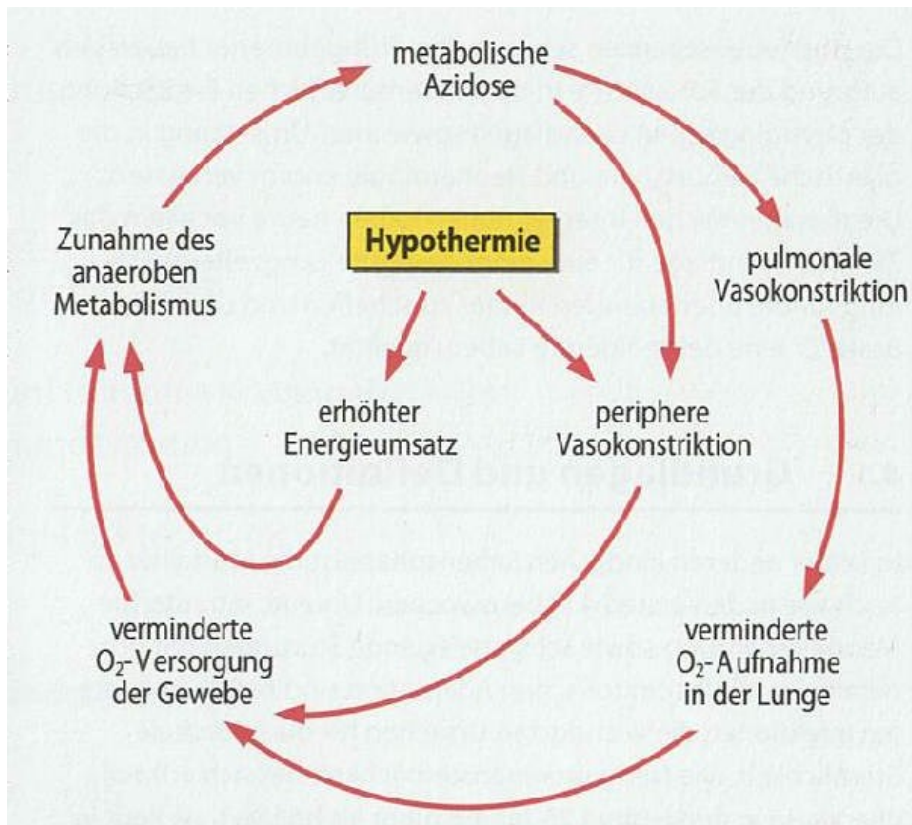 metabolische
Azidose
Zunahme des
anaeroben
Metabolismus
Hypothermie
pulmonale
Vasokonstriktion
erhöhter
Energieumsatz
periphere
Vasokonstriktion
verminderte
O₂-Versorgung
der Gewebe
verminderte
O₂-Aufnahme
in der Lunge